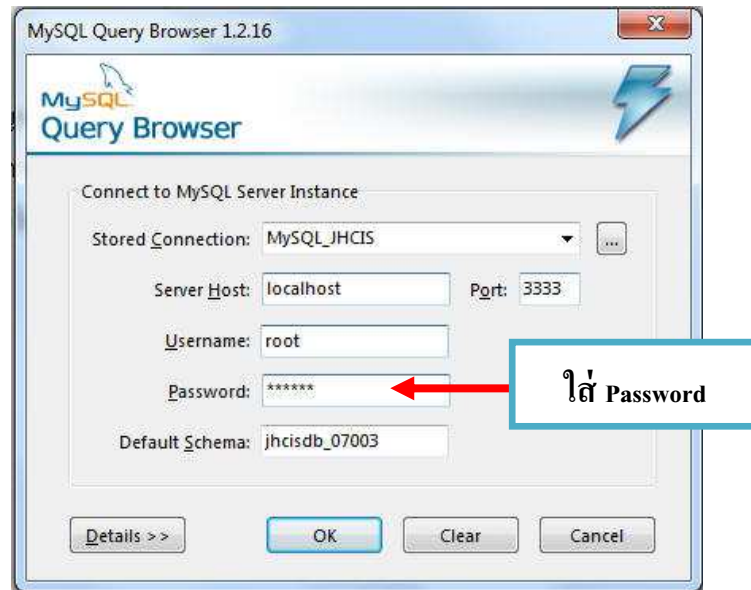 MySQL Query Browser 1.2.16
MySQL
Query Browser
Connect to MySQL Server Instance
Stored Connection: MySQL_JHCIS ...
Server Host: localhost Port: 3333
Username: root
Password: ******
ใส่ Password
Default Schema: jhcisdb_07003
Details >> OK Clear Cancel